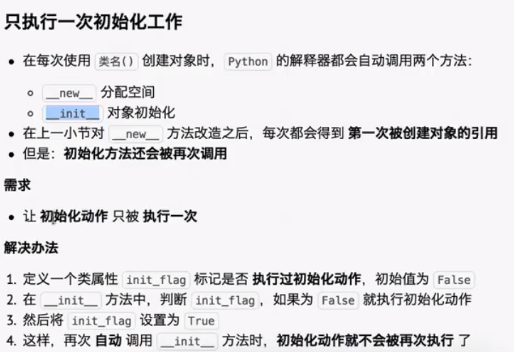 只执行一次初始化工作
在每次使用 类名() 创建对象时，Python 的解释器都会自动调用两个方法：
__new__ 分配空间
__init__ 对象初始化
在上一小节对 __new__ 方法改造之后，每次都会得到 第一次被创建对象的引用
但是：初始化方法还会被再次调用
需求
让 初始化动作 只被 执行一次
解决办法
1. 定义一个类属性 init_flag 标记是否 执行过初始化动作，初始值为 False
2. 在 __init__ 方法中，判断 init_flag，如果为 False 就执行初始化动作
3. 然后将 init_flag 设置为 True
4. 这样，再次 自动 调用 __init__ 方法时，初始化动作就不会被再次执行 了